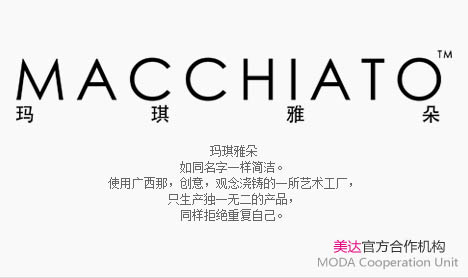 MACCHIATO™
玛琪雅朵
玛琪雅朵
如同名字一样简洁。
使用广西那，创意，观念浇铸的一所艺术工厂，
只生产独一无二的产品，
同样拒绝重复自己。
美达官方合作机构
MODA Cooperation Unit